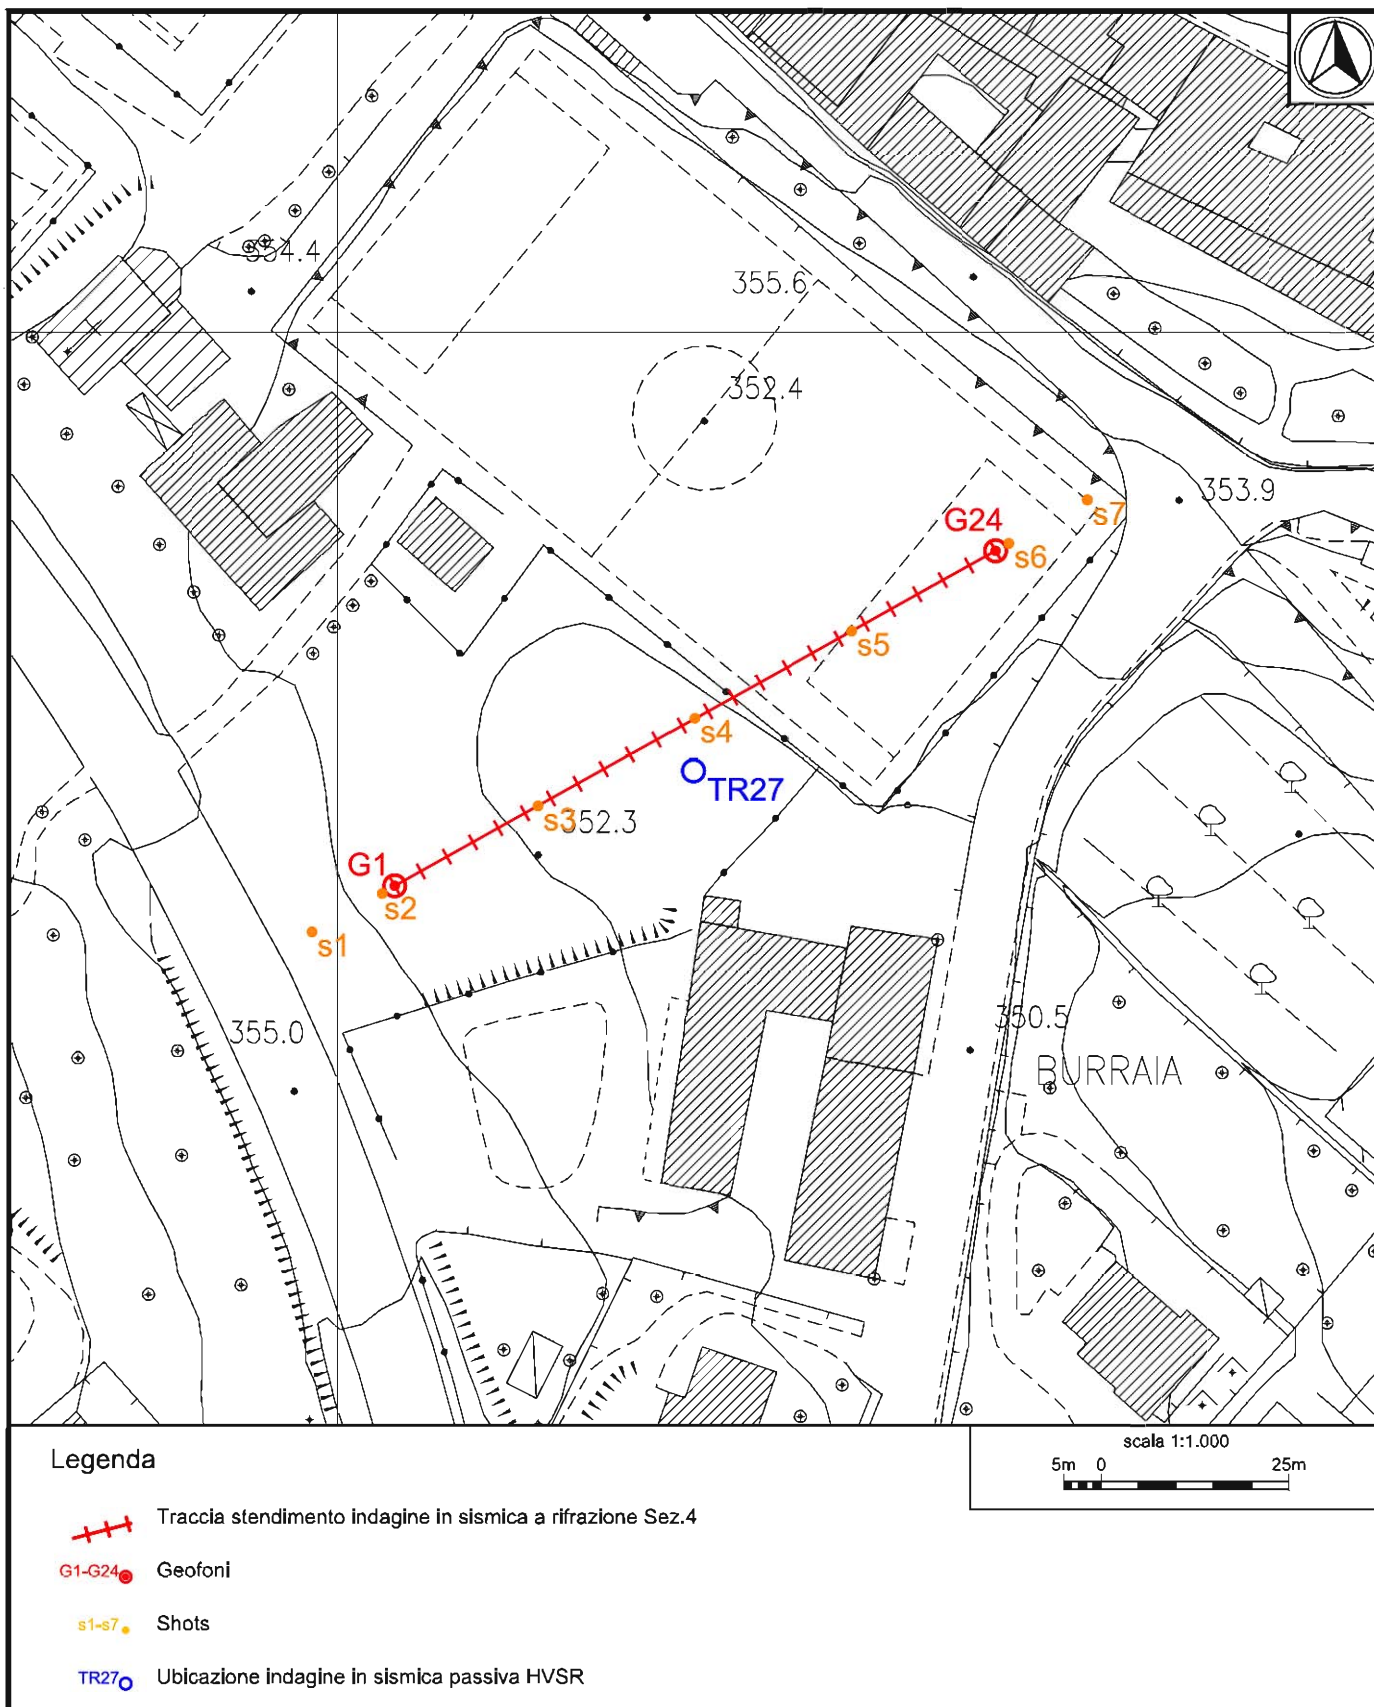 354.4
355.6
352.4
353.9
G24
s7
s6
s5
s4
TR27
s3
352.3
G1
s2
s1
355.0
350.5
BURRAIA
scala 1:1.000
5m 0 25m
Legenda
Traccia stendimento indagine in sismica a rifrazione Sez.4
G1-G24 Geofoni
s1-s7 Shots
TR27 Ubicazione indagine in sismica passiva HVSR